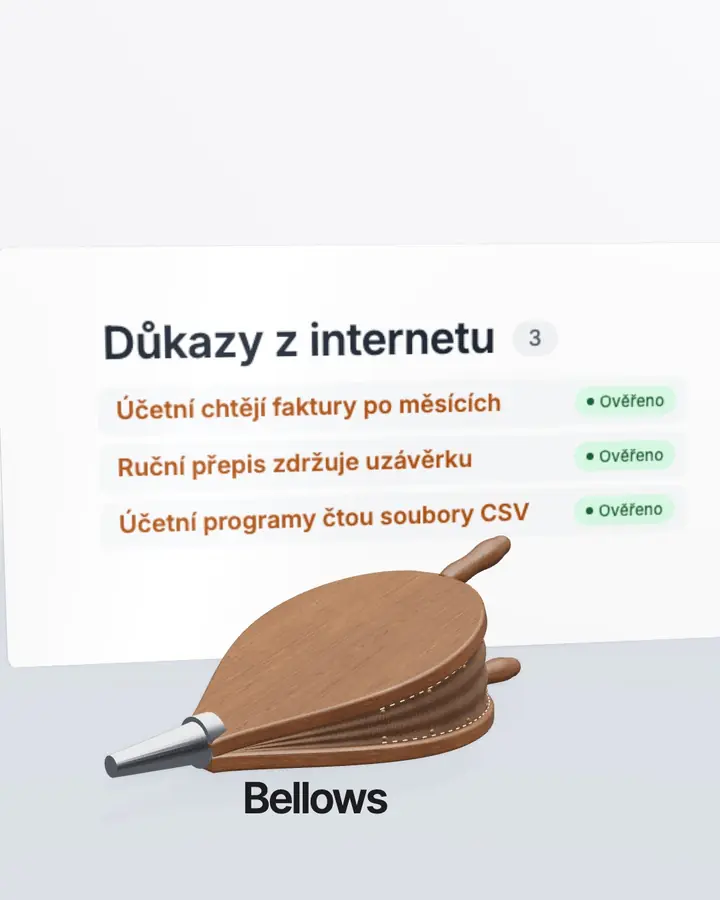 Důkazy z internetu 3
Účetní chtějí faktury po měsících Ověřeno
Ruční přepis zdržuje uzávěrku Ověřeno
Účetní programy čtou soubory CSV Ověřeno
Bellows